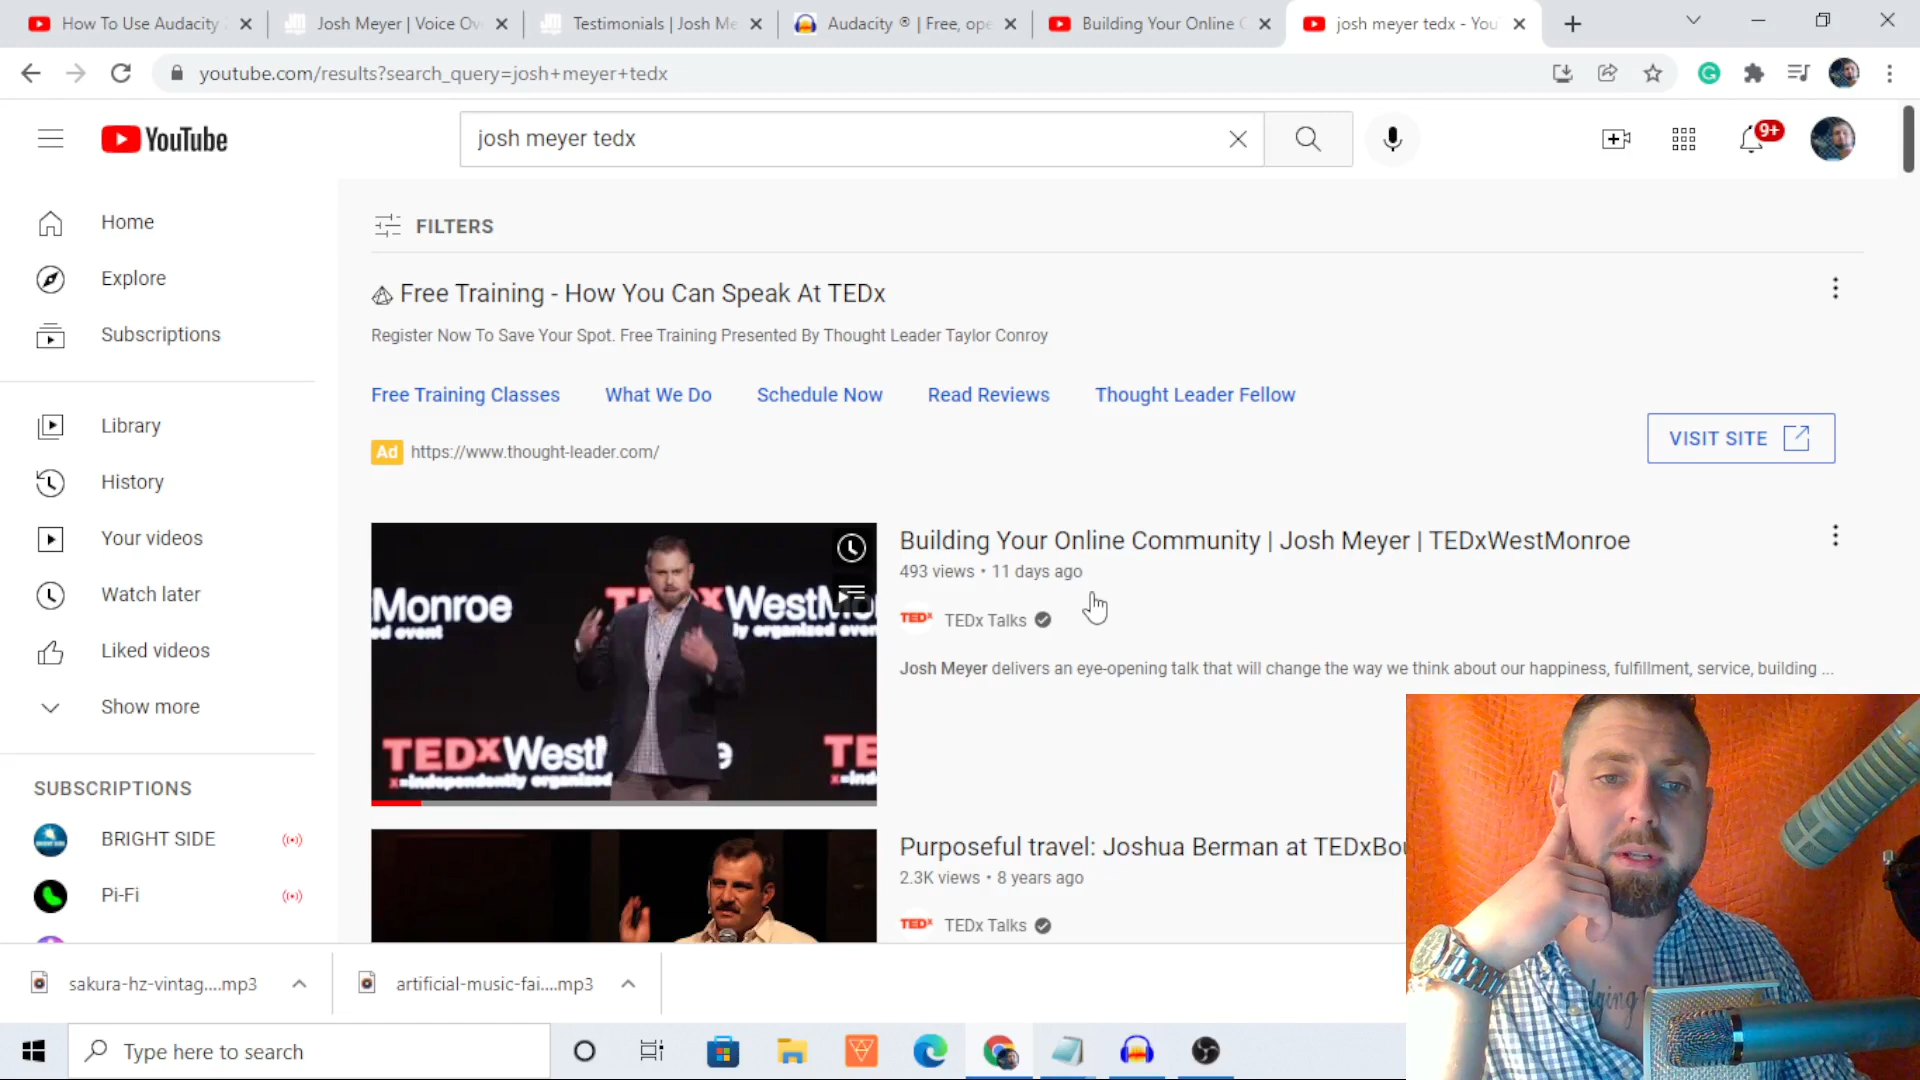 How To Use Audacity
Josh Meyer | Voice Ov
Testimonials | Josh Me
Audacity ® | Free, ope
Building Your Online C
josh meyer tedx - You
youtube.com/results?search_query=josh+meyer+tedx
YouTube
josh meyer tedx
9+
Home
Explore
Subscriptions
Library
History
Your videos
Watch later
Liked videos
Show more
SUBSCRIPTIONS
BRIGHT SIDE
Pi-Fi
FILTERS
Free Training - How You Can Speak At TEDx
Register Now To Save Your Spot. Free Training Presented By Thought Leader Taylor Conroy
Free Training Classes
What We Do
Schedule Now
Read Reviews
Thought Leader Fellow
Ad https://www.thought-leader.com/
VISIT SITE
Building Your Online Community | Josh Meyer | TEDxWestMonroe
493 views • 11 days ago
TEDx TEDx Talks
Josh Meyer delivers an eye-opening talk that will change the way we think about our happiness, fulfillment, service, building ...
Purposeful travel: Joshua Berman at TEDxBou
2.3K views • 8 years ago
TEDx TEDx Talks
sakura-hz-vintag....mp3
artificial-music-fai....mp3
Type here to search